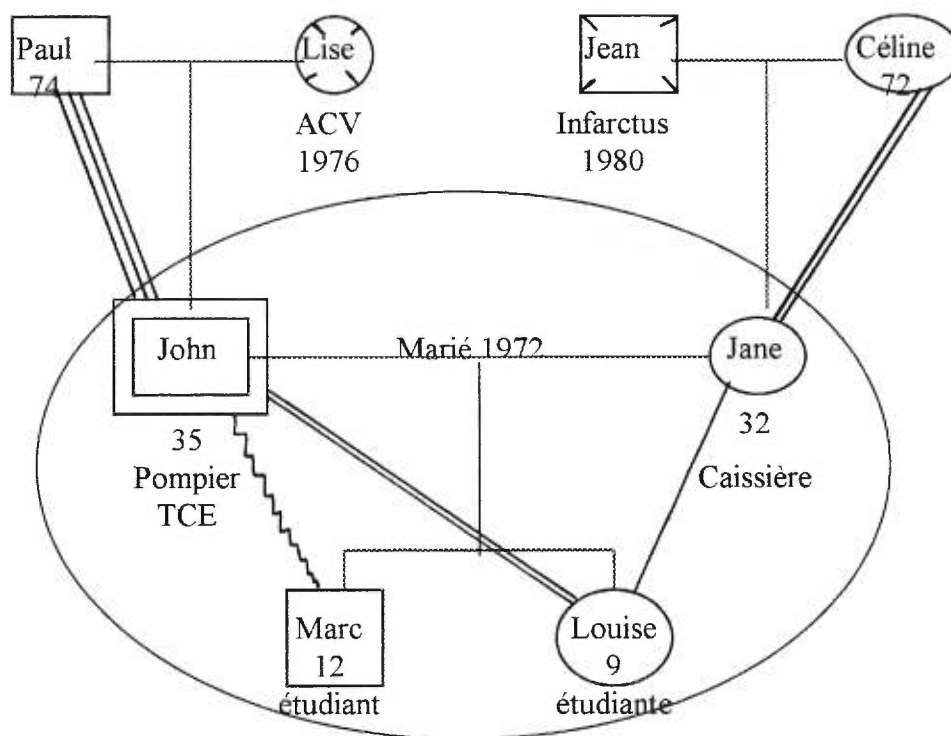 Paul
74
Lise
ACV
1976
Jean
Infarctus
1980
Céline
72
John
35
Pompier
TCE
Marié 1972
Jane
32
Caissière
Marc
12
étudiant
Louise
9
étudiante